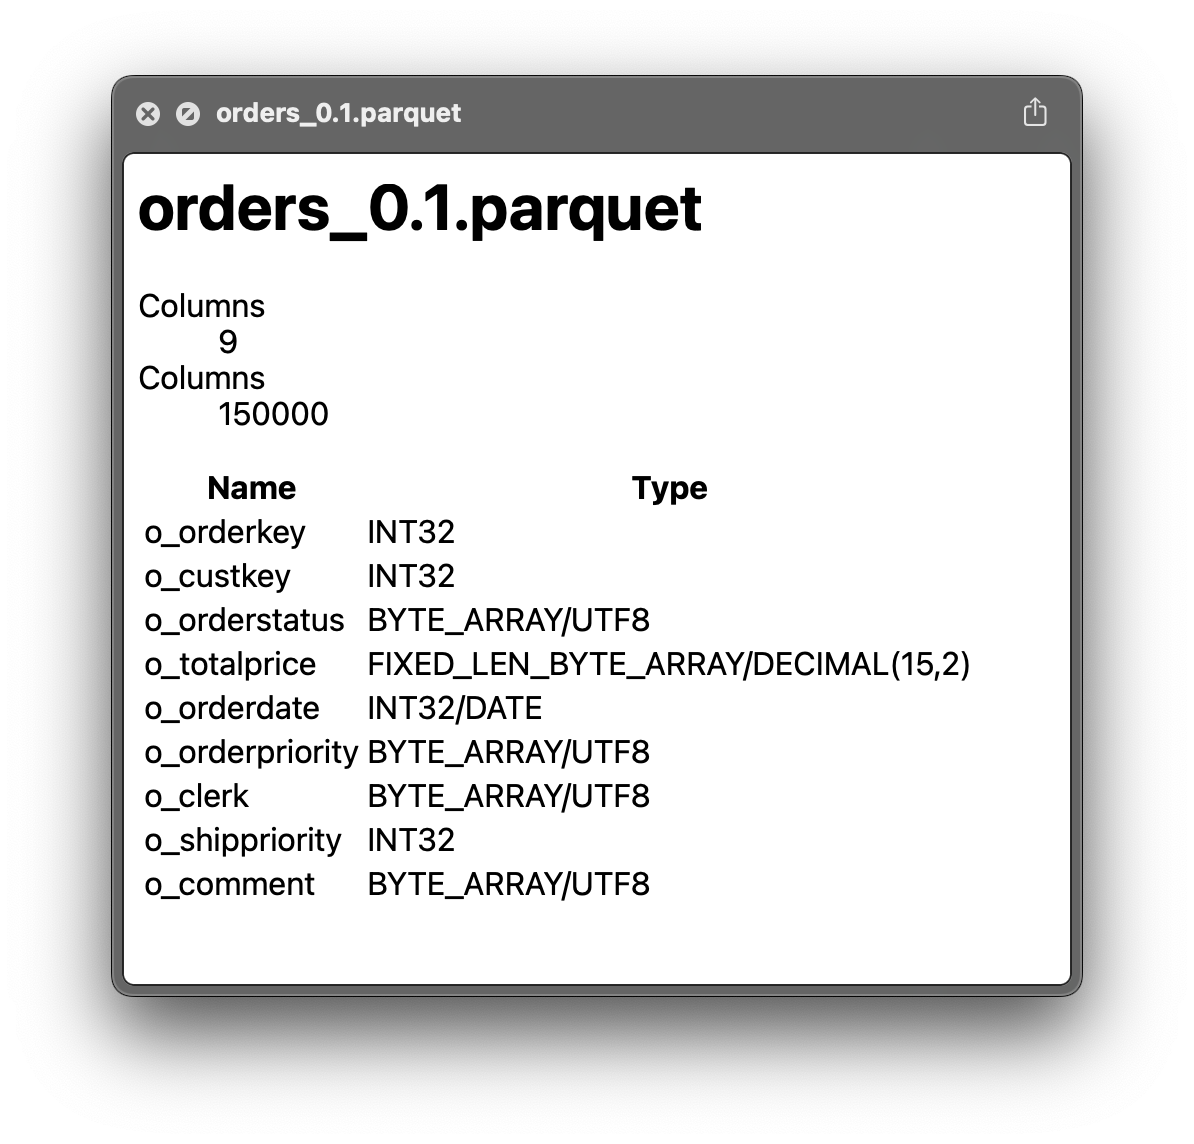 orders_0.1.parquet
orders_0.1.parquet
Columns
9
Columns
150000
Name Type
o_orderkey INT32
o_custkey INT32
o_orderstatus BYTE_ARRAY/UTF8
o_totalprice FIXED_LEN_BYTE_ARRAY/DECIMAL(15,2)
o_orderdate INT32/DATE
o_orderpriority BYTE_ARRAY/UTF8
o_clerk BYTE_ARRAY/UTF8
o_shippriority INT32
o_comment BYTE_ARRAY/UTF8